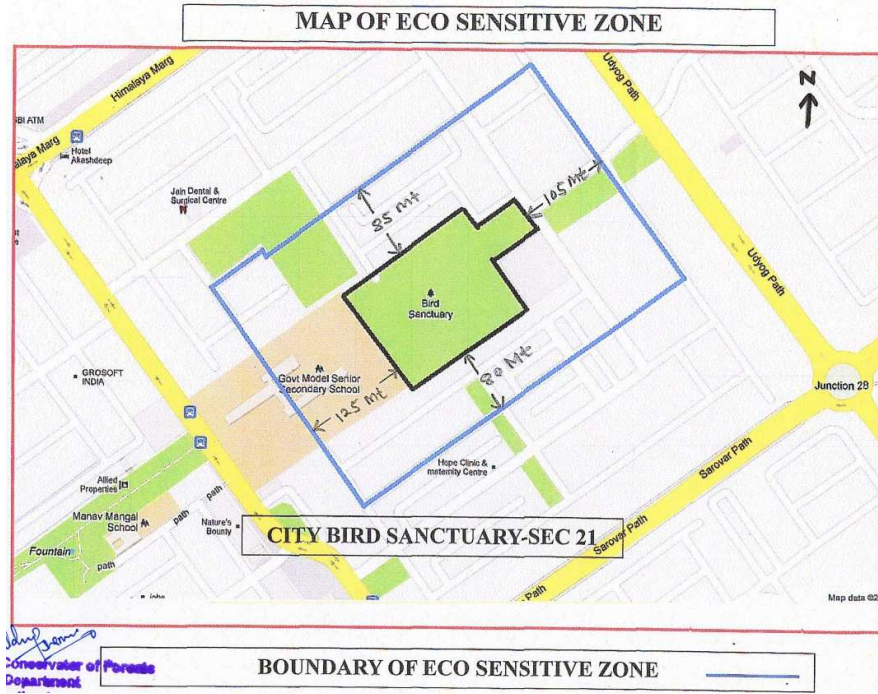 MAP OF ECO SENSITIVE ZONE
Himalaya Marg
Udyog Path
N
BI ATM
alaya Marg
Hotel
Akashdeep
Jain Dental &
Surgical Centre
85 Mt
105 Mt
Udyog Path
Bird
Sanctuary
GROSOFT
INDIA
Govt Model Senior
Secondary School
80 Mt
125 Mt
Junction 28
Hope Clinic &
maternity Centre
Sarovar Path
Allied
Properties
path
path
Manav Mangal
School
Nature's
Bounty
CITY BIRD SANCTUARY-SEC 21
Sarovar Path
Fountain
path
Path
Map data ©2
Conservater of Forests
Department
BOUNDARY OF ECO SENSITIVE ZONE